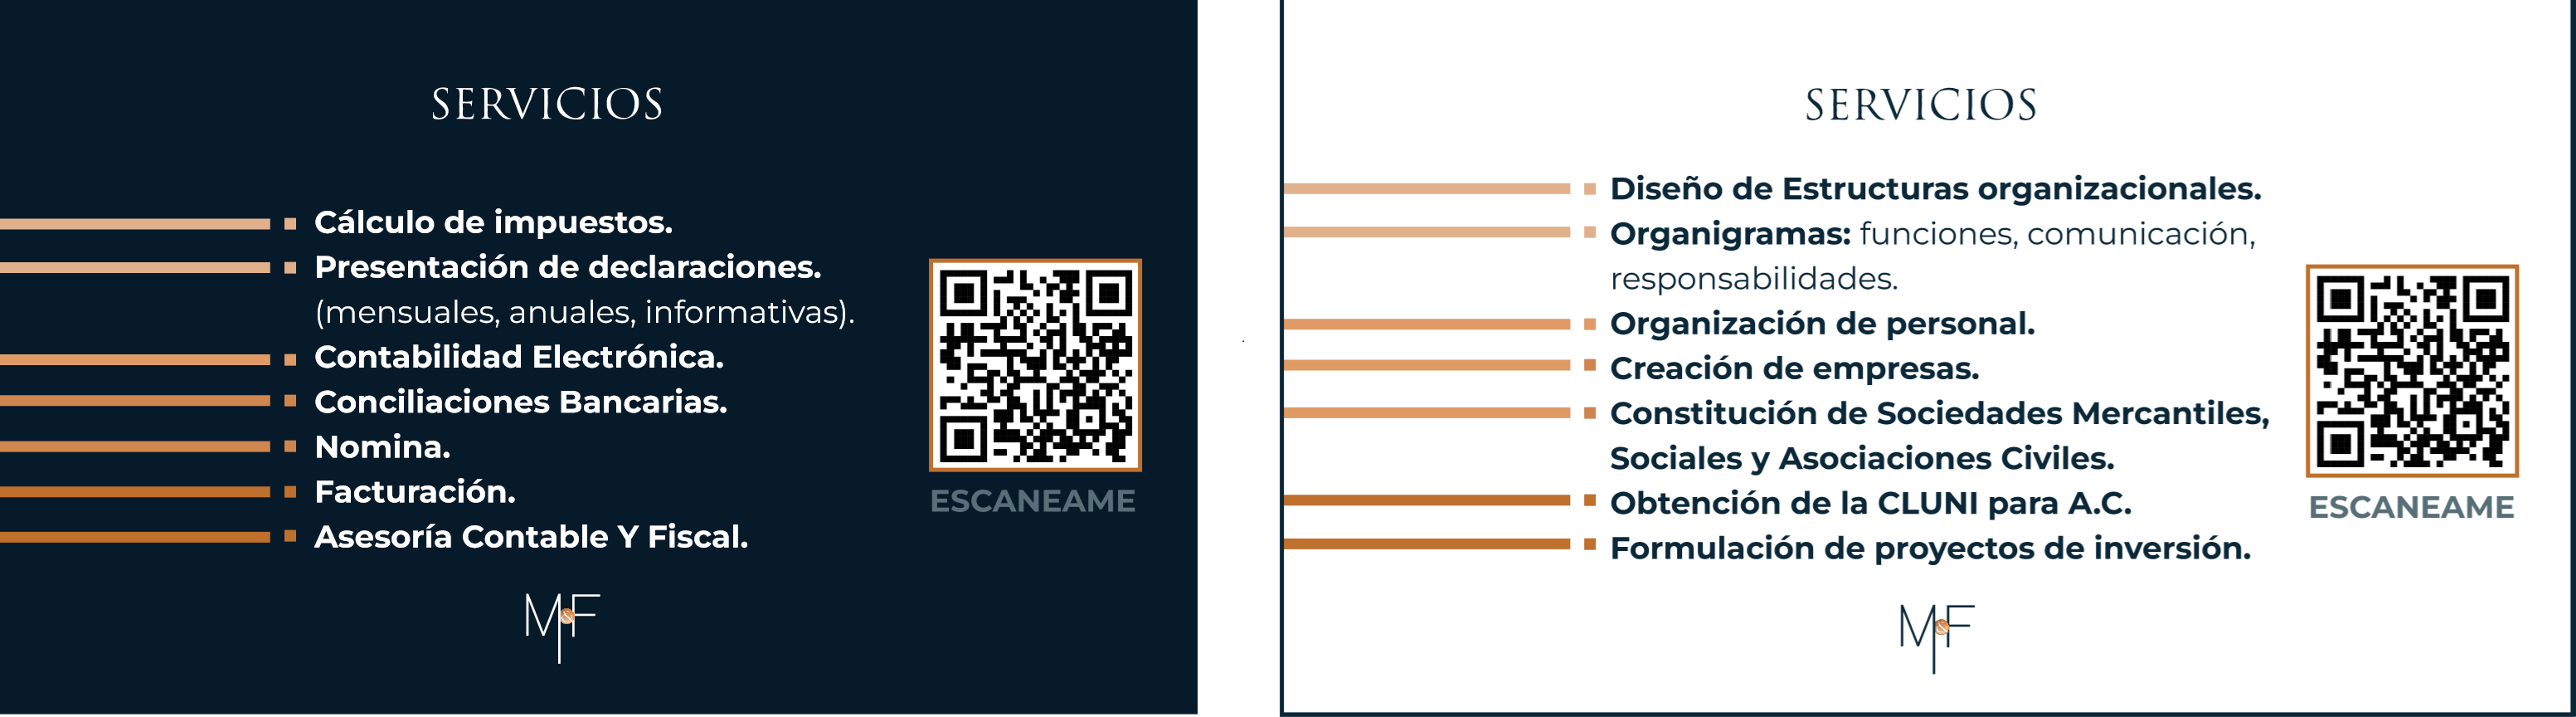 SERVICIOS
Cálculo de impuestos.
Presentación de declaraciones.
(mensuales, anuales, informativas).
Contabilidad Electrónica.
Conciliaciones Bancarias.
Nomina.
Facturación.
Asesoría Contable Y Fiscal.
ESCANEAME
M&F
SERVICIOS
Diseño de Estructuras organizacionales.
Organigramas: funciones, comunicación,
responsabilidades.
Organización de personal.
Creación de empresas.
Constitución de Sociedades Mercantiles,
Sociales y Asociaciones Civiles.
Obtención de la CLUNI para A.C.
Formulación de proyectos de inversión.
ESCANEAME
M&F